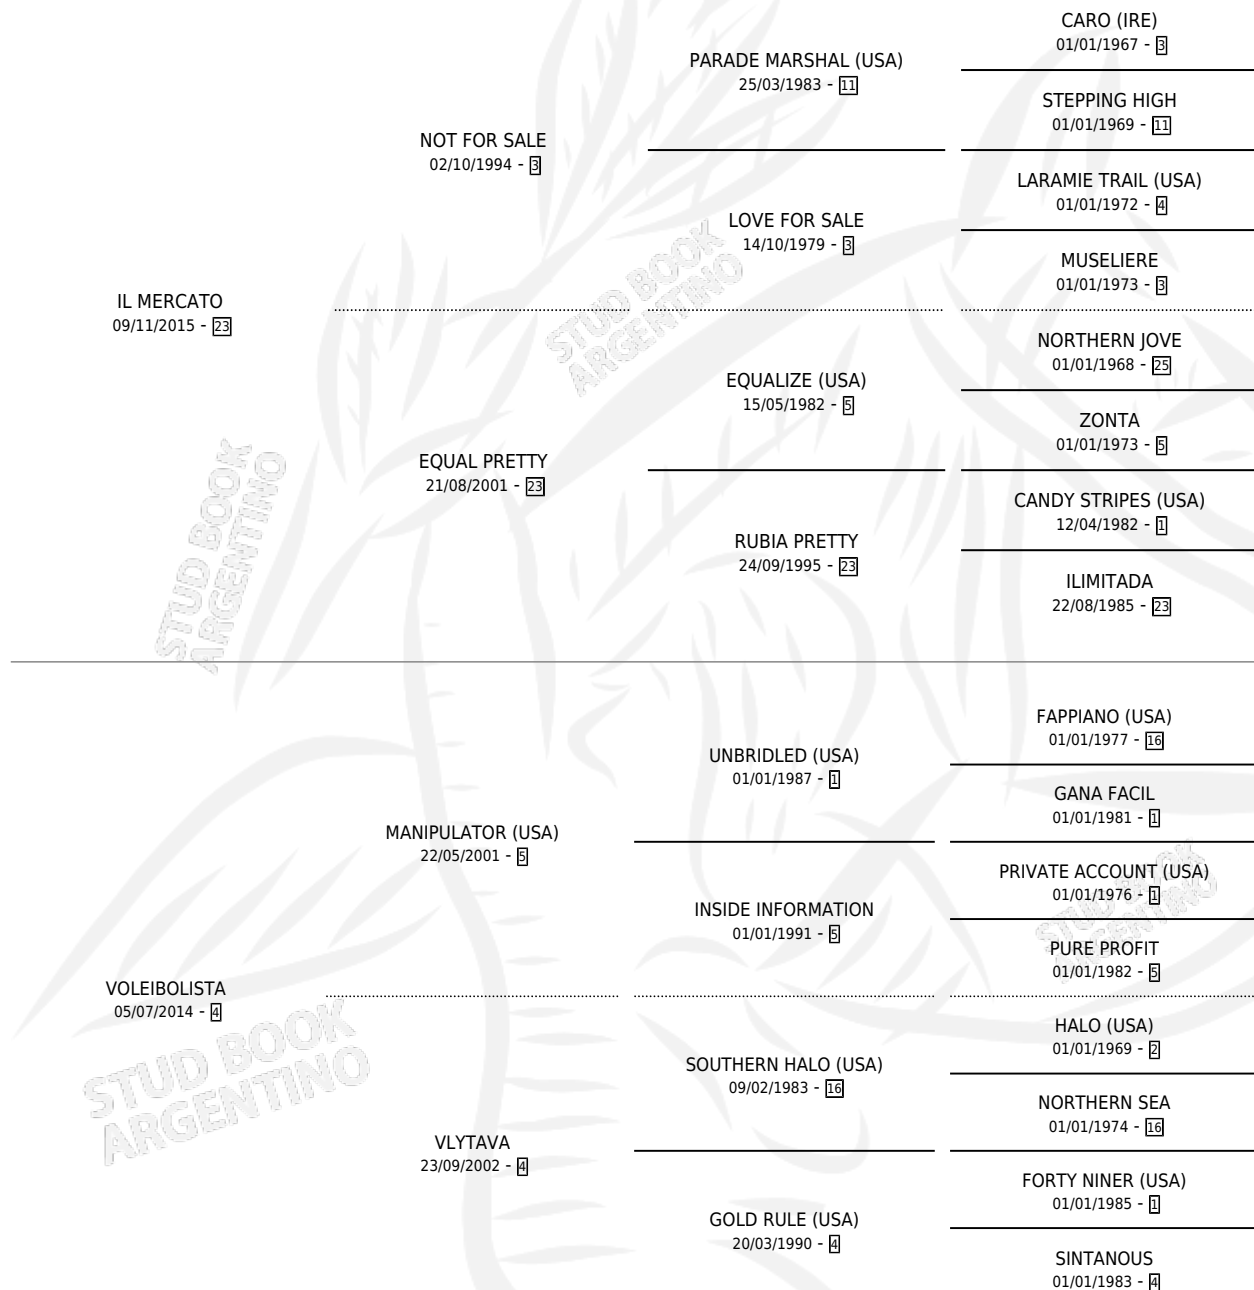 CARO (IRE)
01/01/1967 - 3
PARADE MARSHAL (USA)
25/03/1983 - 11
STEPPING HIGH
01/01/1969 - 11
NOT FOR SALE
02/10/1994 - 3
LARAMIE TRAIL (USA)
01/01/1972 - 4
LOVE FOR SALE
14/10/1979 - 3
MUSELIERE
01/01/1973 - 3
IL MERCATO
09/11/2015 - 23
NORTHERN JOVE
01/01/1968 - 25
EQUALIZE (USA)
15/05/1982 - 5
ZONTA
01/01/1973 - 5
EQUAL PRETTY
21/08/2001 - 23
CANDY STRIPES (USA)
12/04/1982 - 1
RUBIA PRETTY
24/09/1995 - 23
ILIMITADA
22/08/1985 - 23
STUD BOOK
ARGENTINO
STUD BOOK
ARGENTINO
FAPPIANO (USA)
01/01/1977 - 16
UNBRIDLED (USA)
01/01/1987 - 1
GANA FACIL
01/01/1981 - 1
MANIPULATOR (USA)
22/05/2001 - 5
PRIVATE ACCOUNT (USA)
01/01/1976 - 1
INSIDE INFORMATION
01/01/1991 - 5
PURE PROFIT
01/01/1982 - 5
STUD BOOK
ARGENTINO
VOLEIBOLISTA
05/07/2014 - 4
HALO (USA)
01/01/1969 - 2
SOUTHERN HALO (USA)
09/02/1983 - 16
NORTHERN SEA
01/01/1974 - 16
STUD BOOK
ARGENTINO
VLYTAVA
23/09/2002 - 4
FORTY NINER (USA)
01/01/1985 - 1
GOLD RULE (USA)
20/03/1990 - 4
SINTANOUS
01/01/1983 - 4